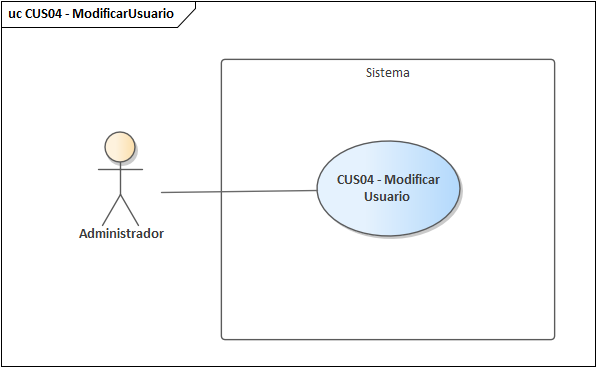 uc CUS04 - ModificarUsuario
Sistema
CUS04 - Modificar
Usuario
Administrador